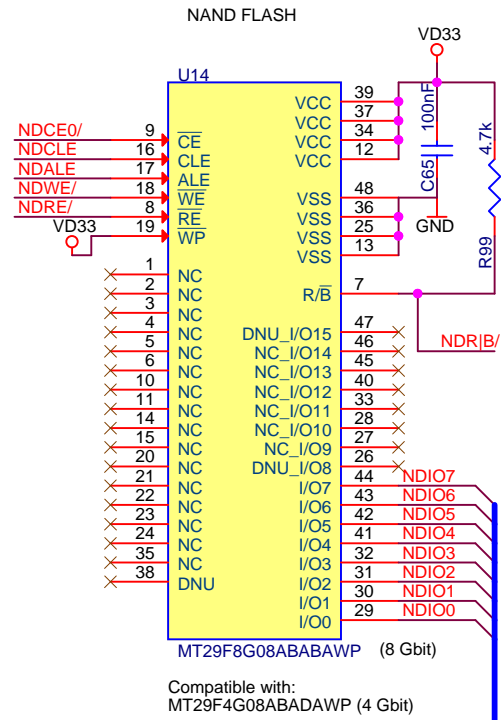 NAND FLASH
VD33
U14
39 VCC
37 VCC
34 VCC
12 VCC
100nF
C65
4.7k
R99
NDCE0/ 9 CE
NDCLE 16 CLE
NDALE 17 ALE
NDWE/ 18 WE
NDRE/ 8 RE
VD33 19 WP
48 VSS
36 VSS
25 VSS
13 VSS
GND
1 NC
2 NC
3 NC
4 NC
5 NC
6 NC
10 NC
11 NC
14 NC
15 NC
20 NC
21 NC
22 NC
23 NC
24 NC
35 NC
38 DNU
R/B 7
NDR|B/
DNU_I/O15 47
NC_I/O14 46
NC_I/O13 45
NC_I/O12 40
NC_I/O11 33
NC_I/O10 28
NC_I/O9 27
DNU_I/O8 26
I/O7 44 NDIO7
I/O6 43 NDIO6
I/O5 42 NDIO5
I/O4 41 NDIO4
I/O3 32 NDIO3
I/O2 31 NDIO2
I/O1 30 NDIO1
I/O0 29 NDIO0
MT29F8G08ABABAWP (8 Gbit)
Compatible with:
MT29F4G08ABADAWP (4 Gbit)